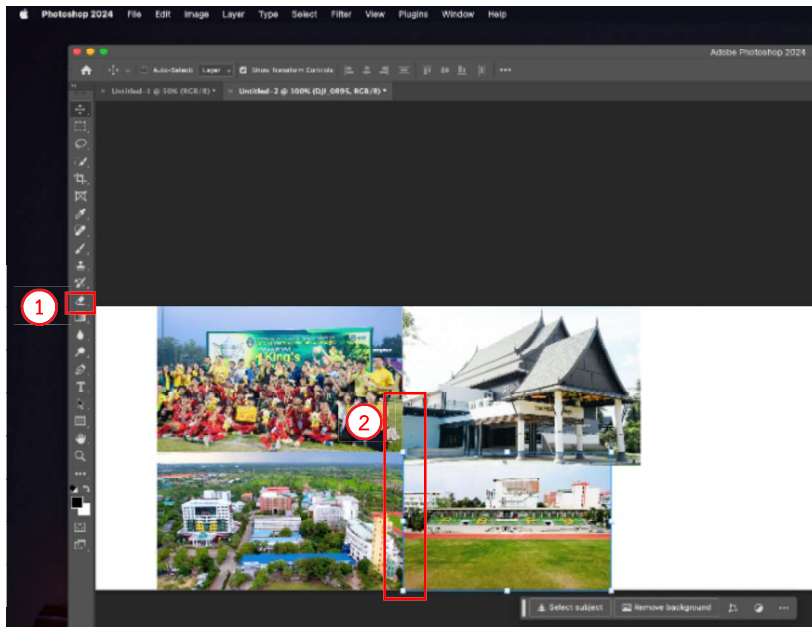 Photoshop 2024 File Edit Image Layer Type Select Filter View Plugins Window Help
Adobe Photoshop 2024
Auto-Select: Layer Show Transform Controls
Untitled-1 @ 50% (RGB/8) * Untitled-2 @ 100% (DJI_0895, RGB/8) *
1
King's
2
Select subject Remove background